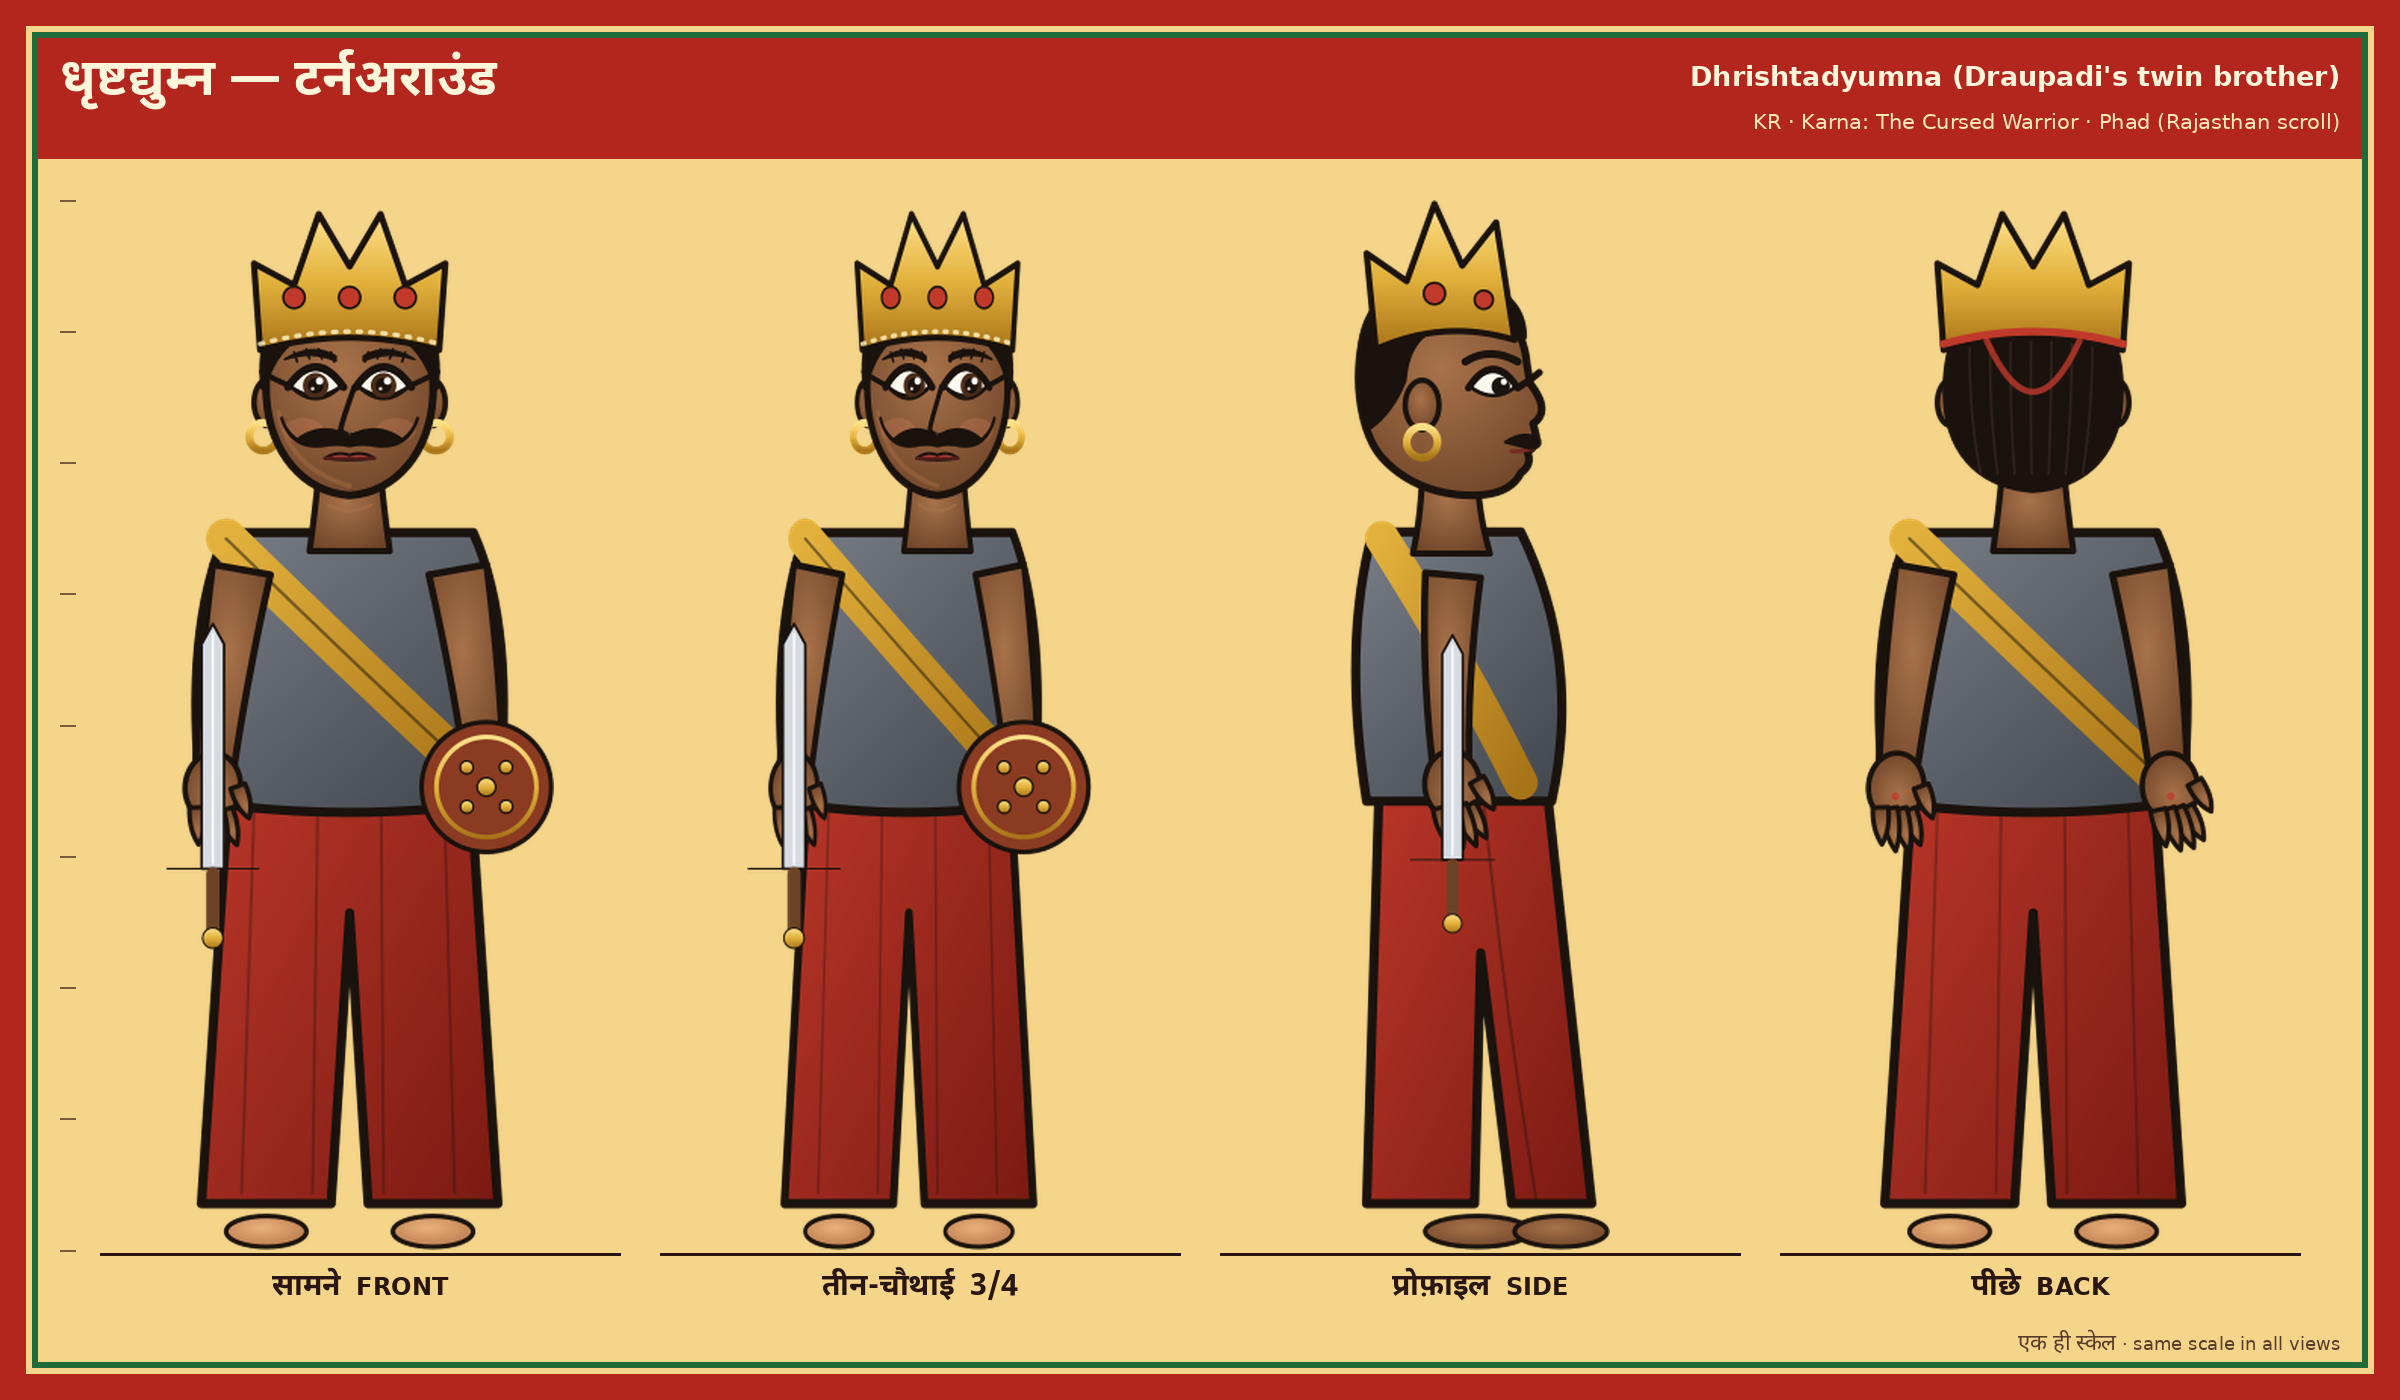 धृष्टद्युम्न — टर्नअराउंड
Dhrishtadyumna (Draupadi's twin brother)
KR · Karna: The Cursed Warrior · Phad (Rajasthan scroll)
सामने FRONT
तीन-चौथाई 3/4
प्रोफ़ाइल SIDE
पीछे BACK
एक ही स्केल · same scale in all views